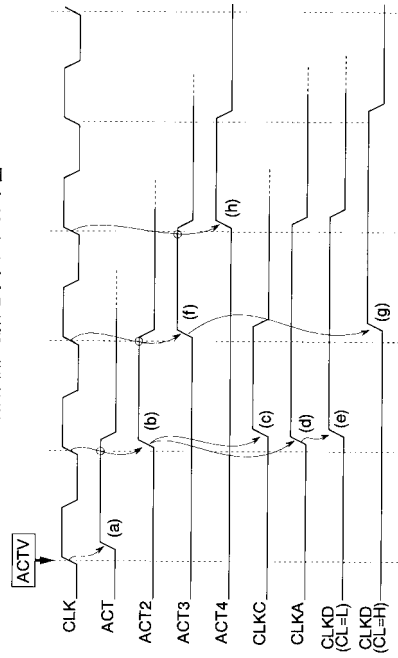 ACTV
CLK
ACT
(a)
ACT2
(b)
ACT3
(f)
ACT4
(h)
CLKC
(c)
CLKA
(d)
CLKD
(CL=L)
(e)
CLKD
(CL=H)
(g)